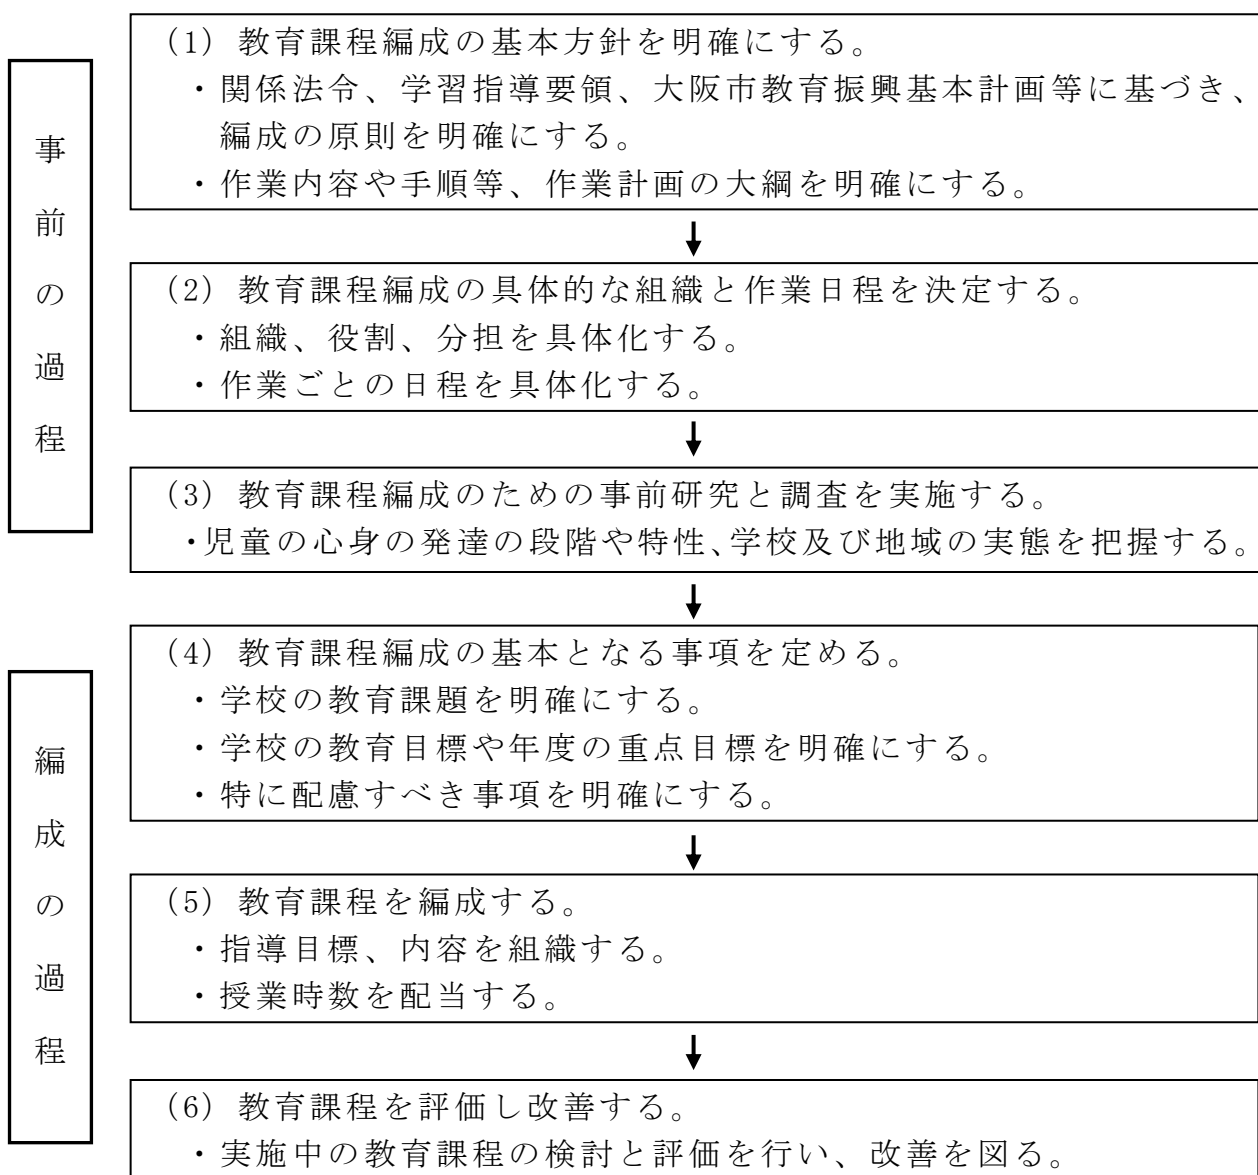 事前の過程
(1) 教育課程編成の基本方針を明確にする。
・関係法令、学習指導要領、大阪市教育振興基本計画等に基づき、
編成の原則を明確にする。
・作業内容や手順等、作業計画の大綱を明確にする。
(2) 教育課程編成の具体的な組織と作業日程を決定する。
・組織、役割、分担を具体化する。
・作業ごとの日程を具体化する。
(3) 教育課程編成のための事前研究と調査を実施する。
・児童の心身の発達の段階や特性、学校及び地域の実態を把握する。
編成の過程
(4) 教育課程編成の基本となる事項を定める。
・学校の教育課題を明確にする。
・学校の教育目標や年度の重点目標を明確にする。
・特に配慮すべき事項を明確にする。
(5) 教育課程を編成する。
・指導目標、内容を組織する。
・授業時数を配当する。
(6) 教育課程を評価し改善する。
・実施中の教育課程の検討と評価を行い、改善を図る。